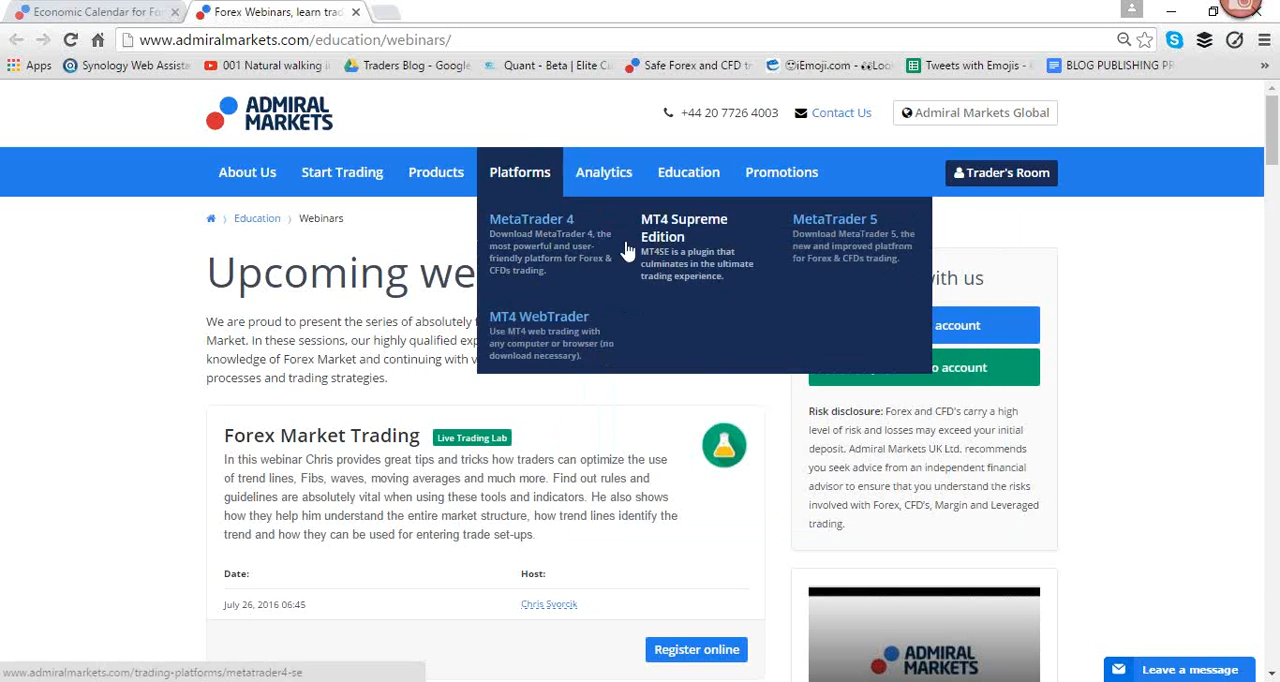 Economic Calendar for Fo
Forex Webinars, learn trad
www.admiralmarkets.com/education/webinars/
Apps
Synology Web Assista
001 Natural walking
Traders Blog - Google
Quant - Beta | Elite C
Safe Forex and CFD t
iEmoji.com -
Tweets with Emojis -
BLOG PUBLISHING PR
»
ADMIRAL
MARKETS
+44 20 7726 4003
Contact Us
Admiral Markets Global
About Us
Start Trading
Products
Platforms
Analytics
Education
Promotions
Trader's Room
MetaTrader 4
Download MetaTrader 4, the
most powerful and user-
friendly platform for Forex &
CFDs trading.
MT4 Supreme
Edition
MT4SE is a plugin that
culminates in the ultimate
trading experience.
MetaTrader 5
Download MetaTrader 5, the
new and improved platfrom
for Forex & CFDs trading.
MT4 WebTrader
Use MT4 web trading with
any computer or browser (no
download necessary).
Education
Webinars
Upcoming we
We are proud to present the series of absolutely
Market. In these sessions, our highly qualified exp
knowledge of Forex Market and continuing with v
processes and trading strategies.
Forex Market Trading
Live Trading Lab
In this webinar Chris provides great tips and tricks how traders can optimize the use
of trend lines, Fibs, waves, moving averages and much more. Find out rules and
guidelines are absolutely vital when using these tools and indicators. He also shows
how they help him understand the entire market structure, how trend lines identify the
trend and how they can be used for entering trade set-ups.
Date:
Host:
July 26, 2016 06:45
Chris Svorcik
Register online
ith us
account
o account
Risk disclosure: Forex and CFD's carry a high
level of risk and losses may exceed your initial
deposit. Admiral Markets UK Ltd. recommends
you seek advice from an independent financial
advisor to ensure that you understand the risks
involved with Forex, CFD's, Margin and Leveraged
trading.
ADMIRAL
MARKETS
Leave a message
www.admiralmarkets.com/trading-platforms/metatrader4-se